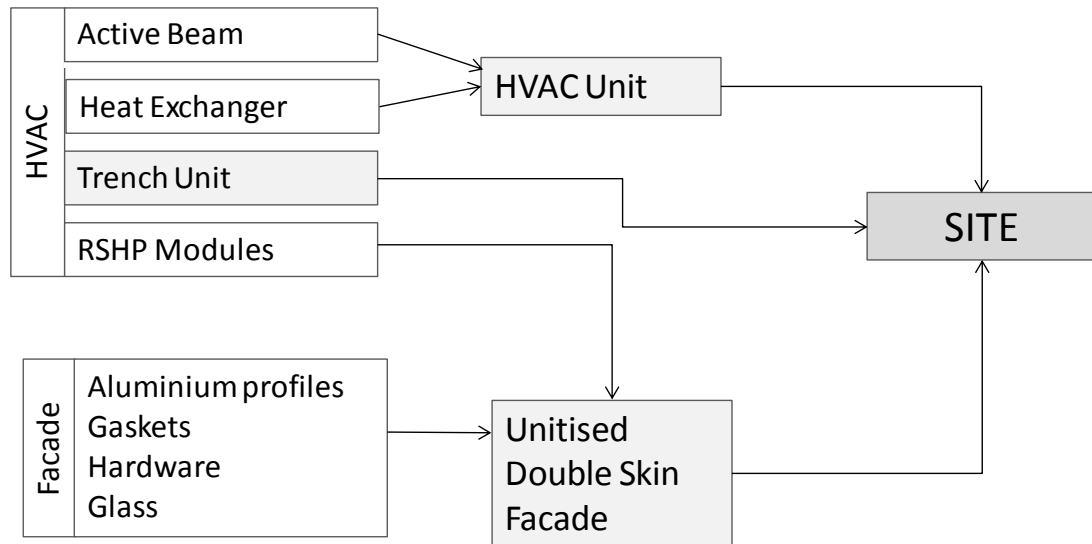 HVAC
Active Beam
Heat Exchanger
Trench Unit
RSHP Modules
HVAC Unit
SITE
Facade
Aluminium profiles
Gaskets
Hardware
Glass
Unitised
Double Skin
Facade